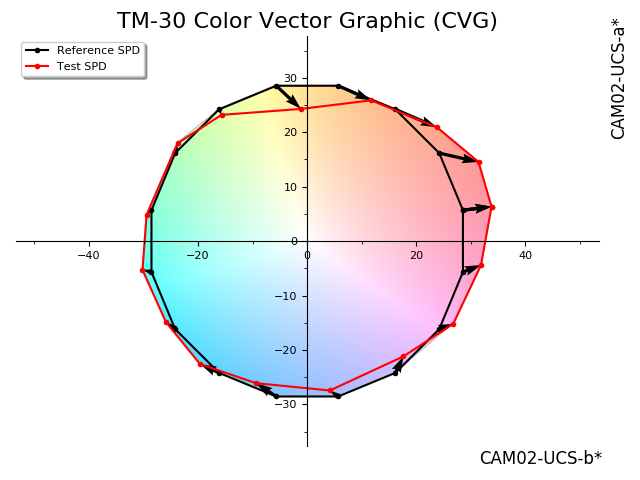 TM-30 Color Vector Graphic (CVG)
CAM02-UCS-a*
Reference SPD
Test SPD
30
20
10
−40
−20
0
0
20
40
−10
−20
−30
CAM02-UCS-b*